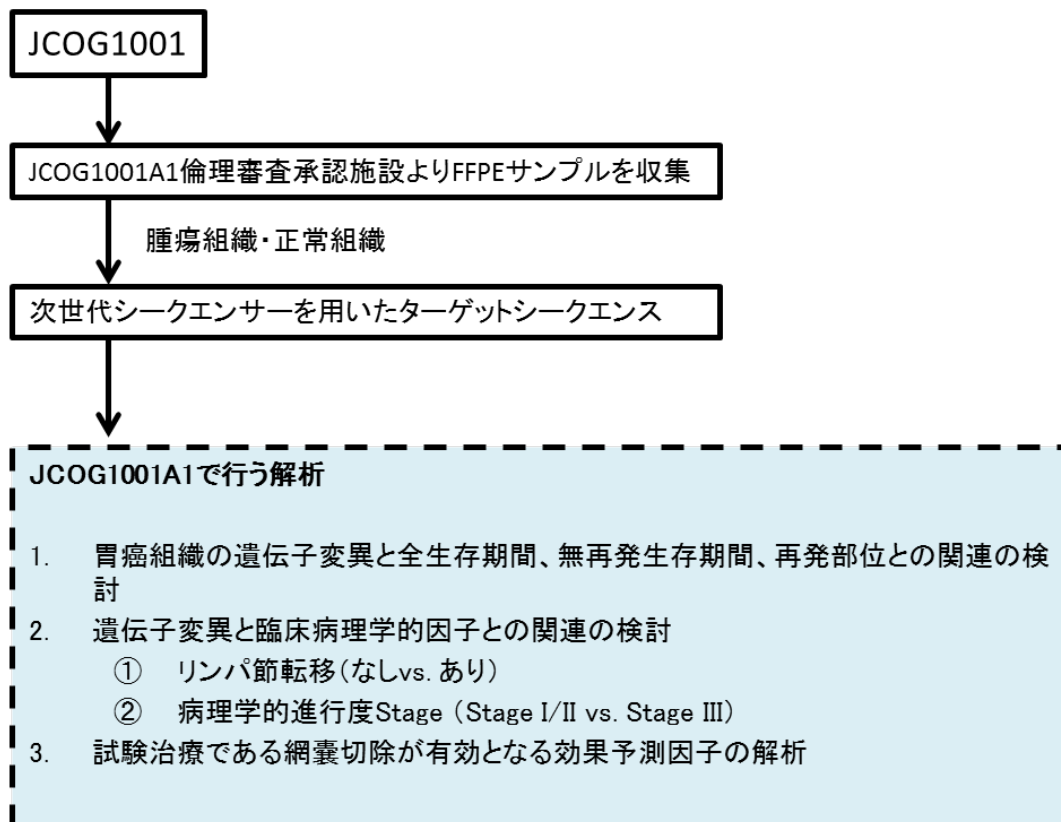 JCOG1001
JCOG1001A1倫理審査承認施設よりFFPEサンプルを収集
腫瘍組織・正常組織
次世代シークエンサーを用いたターゲットシークエンス
JCOG1001A1で行う解析
1. 胃癌組織の遺伝子変異と全生存期間、無再発生存期間、再発部位との関連の検
討
2. 遺伝子変異と臨床病理学的因子との関連の検討
① リンパ節転移（なしvs. あり）
② 病理学的進行度Stage （Stage I/II vs. Stage III）
3. 試験治療である網嚢切除が有効となる効果予測因子の解析